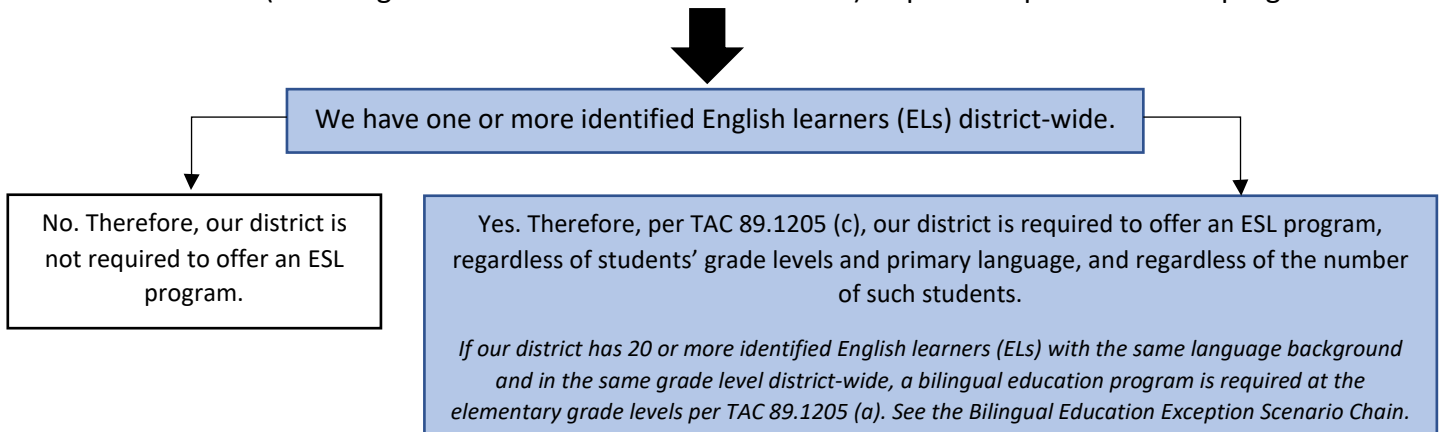 We have one or more identified English learners (ELs) district-wide.
No. Therefore, our district is
not required to offer an ESL
program.
Yes. Therefore, per TAC 89.1205 (c), our district is required to offer an ESL program,
regardless of students’ grade levels and primary language, and regardless of the number
of such students.
If our district has 20 or more identified English learners (ELs) with the same language background
and in the same grade level district-wide, a bilingual education program is required at the
elementary grade levels per TAC 89.1205 (a). See the Bilingual Education Exception Scenario Chain.